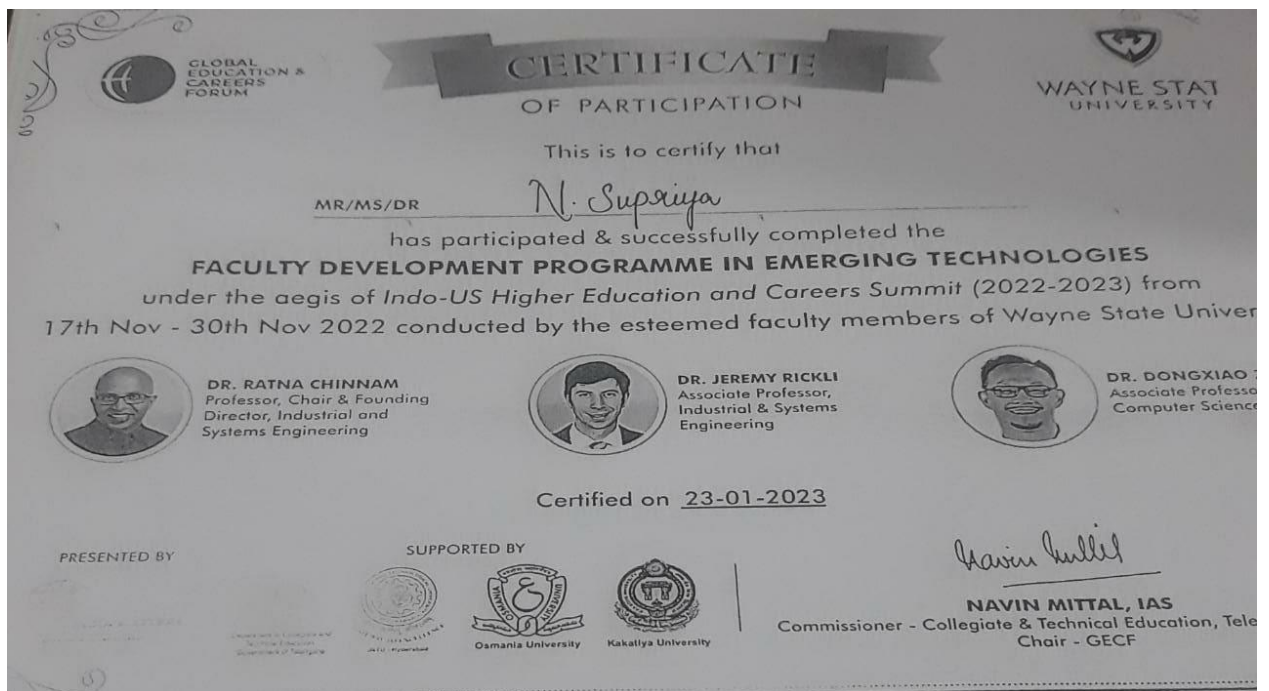 GLOBAL
EDUCATION &
CAREERS
FORUM
CERTIFICATE
OF PARTICIPATION
WAYNE STAT
UNIVERSITY
This is to certify that
MR/MS/DR N. Supriya
has participated & successfully completed the
FACULTY DEVELOPMENT PROGRAMME IN EMERGING TECHNOLOGIES
under the aegis of Indo-US Higher Education and Careers Summit (2022-2023) from
17th Nov - 30th Nov 2022 conducted by the esteemed faculty members of Wayne State Univer
DR. RATNA CHINNAM
Professor, Chair & Founding
Director, Industrial and
Systems Engineering
DR. JEREMY RICKLI
Associate Professor,
Industrial & Systems
Engineering
DR. DONGXIAO
Associate Professo
Computer Science
Certified on 23-01-2023
PRESENTED BY
SUPPORTED BY
OSMANIA UNIVERSITY
Osmania University
Kakatiya University
NAVIN MITTAL, IAS
Commissioner - Collegiate & Technical Education, Tele
Chair - GECF